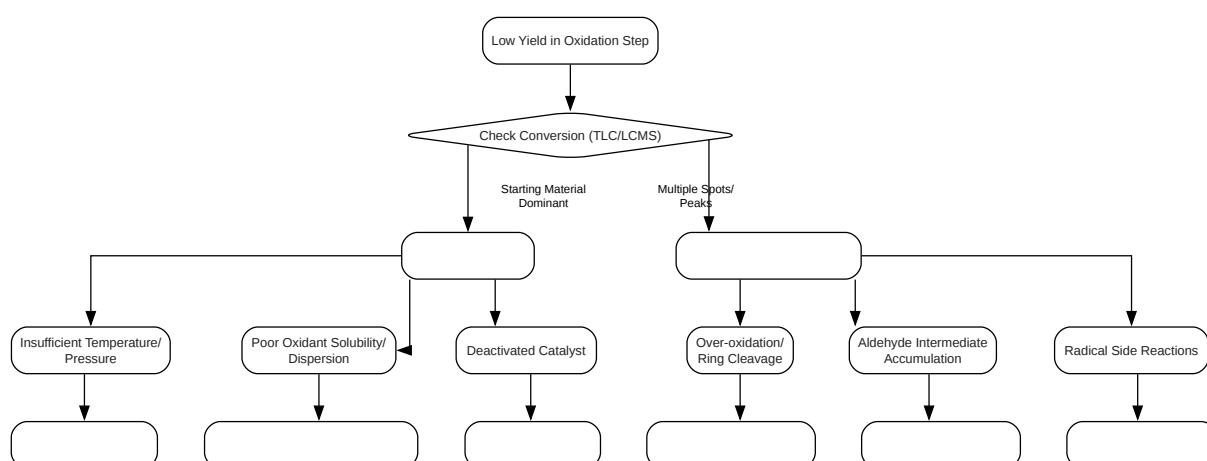 Low Yield in Oxidation Step
Check Conversion (TLC/LCMS)
Starting Material
Dominant
Multiple Spots/
Peaks
Insufficient Temperature/
Pressure
Poor Oxidant Solubility/
Dispersion
Deactivated Catalyst
Over-oxidation/
Ring Cleavage
Aldehyde Intermediate
Accumulation
Radical Side Reactions